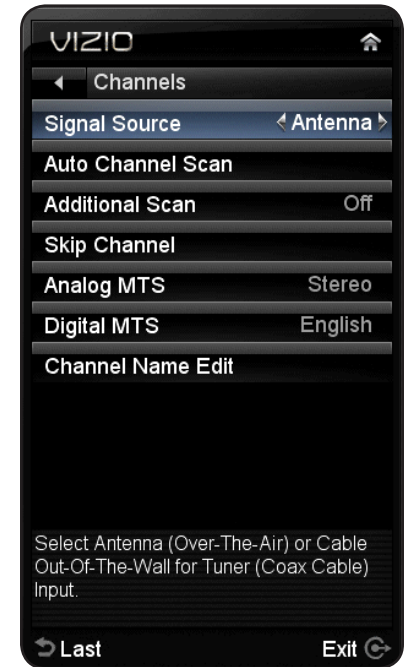 VIZIO
Channels
Signal Source Antenna
Auto Channel Scan
Additional Scan Off
Skip Channel
Analog MTS Stereo
Digital MTS English
Channel Name Edit
Select Antenna (Over-The-Air) or Cable
Out-Of-The-Wall for Tuner (Coax Cable)
Input.
Last Exit